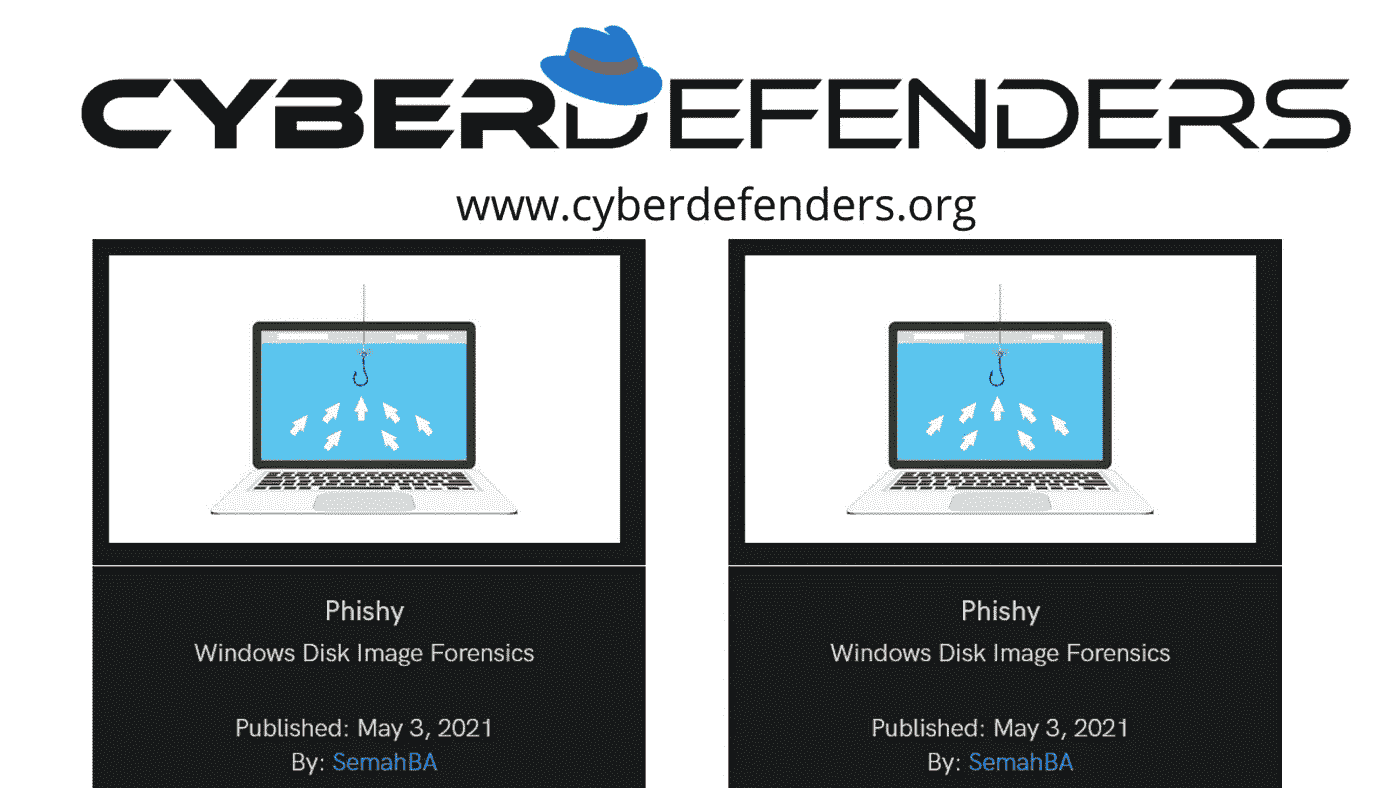 CYBERDEFENDERS
www.cyberdefenders.org
Phishy
Windows Disk Image Forensics
Published: May 3, 2021
By: SemahBA
Phishy
Windows Disk Image Forensics
Published: May 3, 2021
By: SemahBA